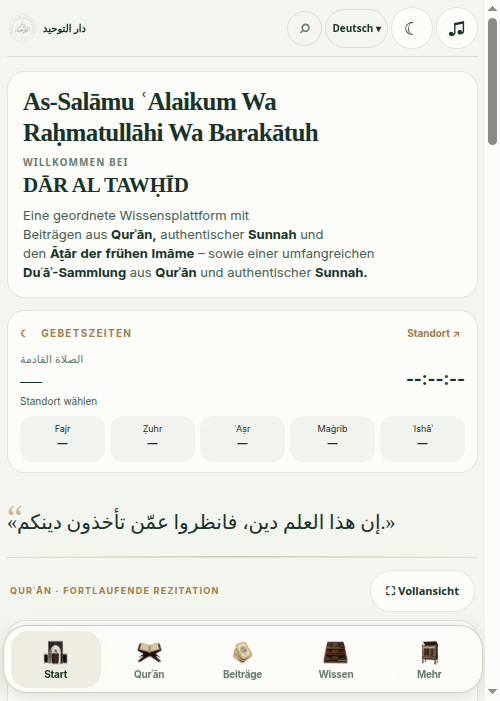 دار التوحيد
Deutsch ▾
As-Salāmu ʿAlaikum Wa
Raḥmatullāhi Wa Barakātuh
WILLKOMMEN BEI
DĀR AL TAWḤĪD
Eine geordnete Wissensplattform mit
Beiträgen aus Qurʾān, authentischer Sunnah und
den Āṯār der frühen Imāme – sowie einer umfangreichen
Duʿāʾ-Sammlung aus Qurʾān und authentischer Sunnah.
GEBETSZEITEN
Standort ↗
الصلاة القادمة
—
--:--:--
Standort wählen
Fajr
—
Ẓuhr
—
ʿAṣr
—
Maġrib
—
ʿIshāʾ
—
“
«إن هذا العلم دين، فانظروا عمّن تأخذون دينكم.»
QURʾĀN · FORTLAUFENDE REZITATION
Vollansicht
Start
Qurʾān
Beiträge
Wissen
Mehr